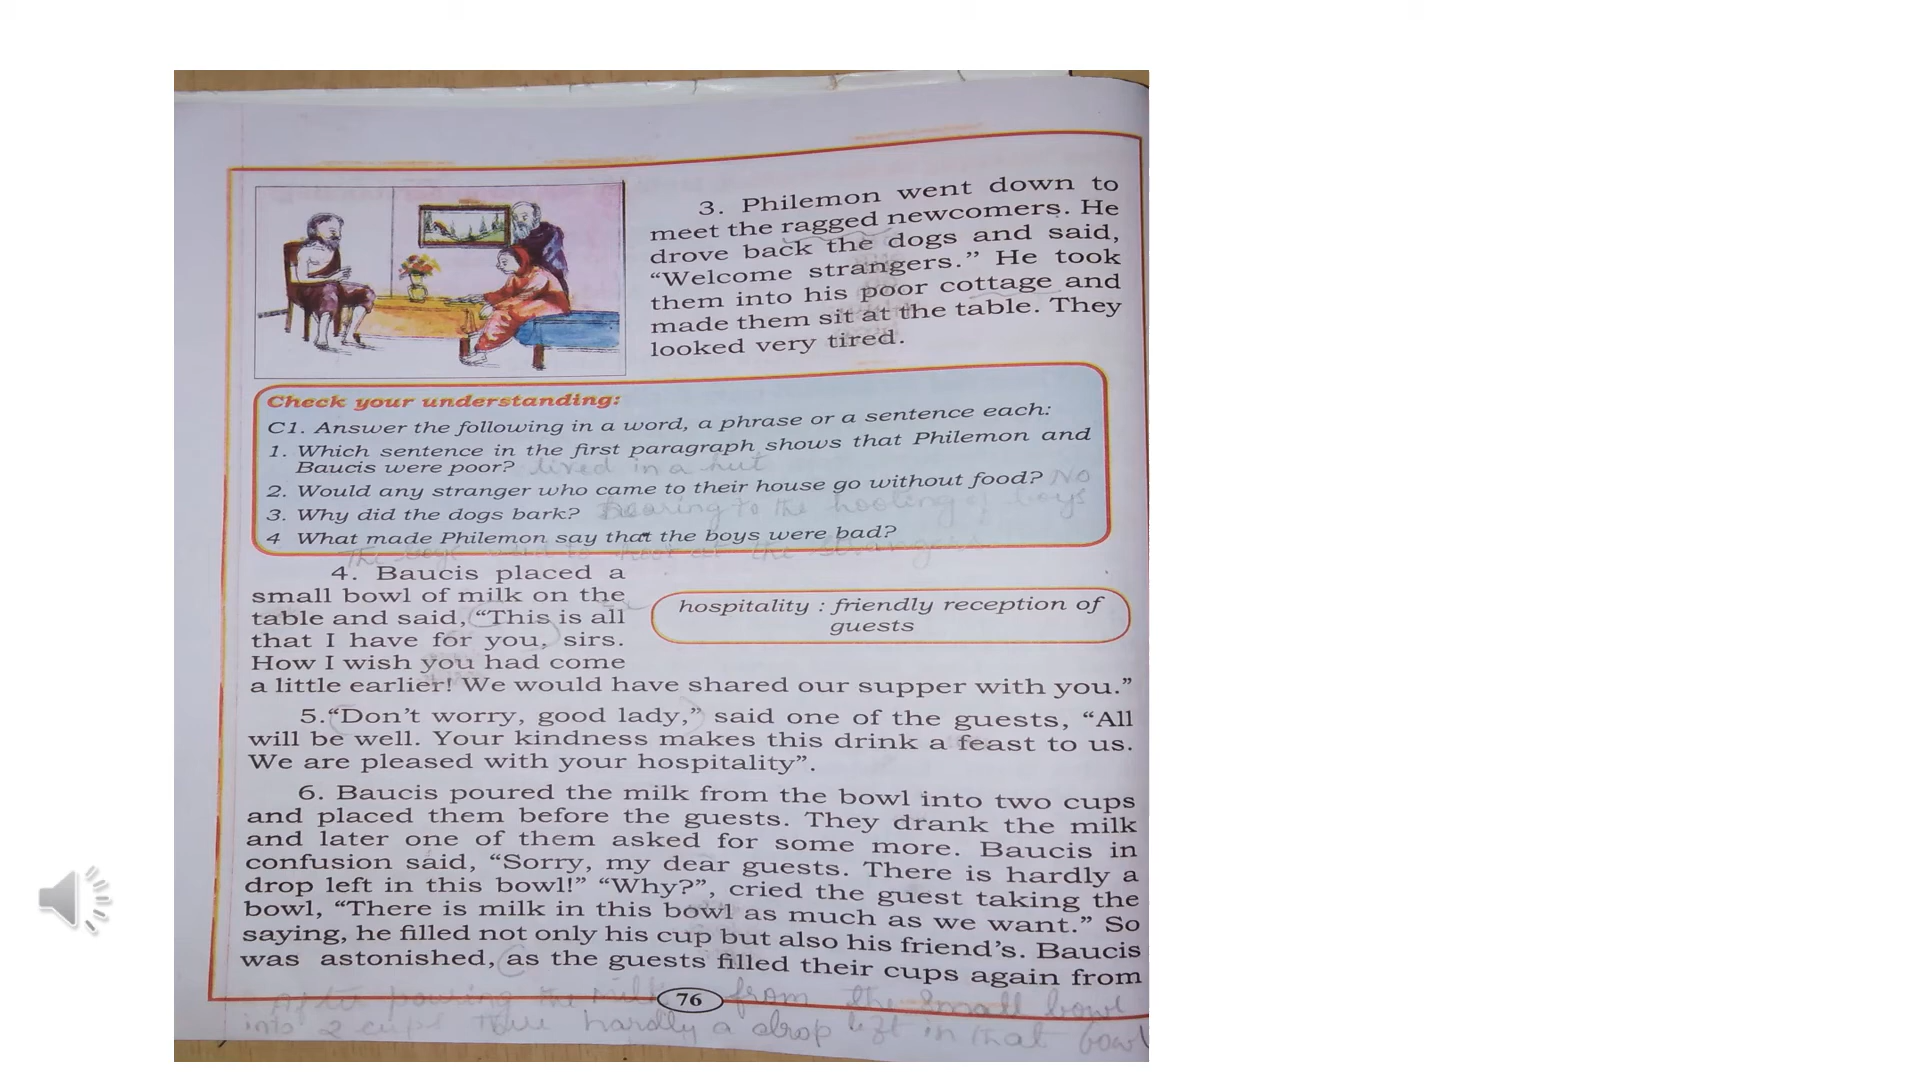 3. Philemon went down to
meet the ragged newcomers. He
drove back the dogs and said,
“Welcome strangers.” He took
them into his poor cottage and
made them sit at the table. They
looked very tired.
Check your understanding:
C1. Answer the following in a word, a phrase or a sentence each:
1. Which sentence in the first paragraph shows that Philemon and
Baucis were poor? lived in a hut
2. Would any stranger who came to their house go without food? No
3. Why did the dogs bark? hearing to the hooting of boys
4 What made Philemon say that the boys were bad?
The boys used to hoot at the strangers
4. Baucis placed a
small bowl of milk on the
table and said, “This is all
that I have for you, sirs.
How I wish you had come
a little earlier! We would have shared our supper with you.”
hospitality : friendly reception of
guests
5.“Don’t worry, good lady,” said one of the guests, “All
will be well. Your kindness makes this drink a feast to us.
We are pleased with your hospitality”.
6. Baucis poured the milk from the bowl into two cups
and placed them before the guests. They drank the milk
and later one of them asked for some more. Baucis in
confusion said, “Sorry, my dear guests. There is hardly a
drop left in this bowl!” “Why?”, cried the guest taking the
bowl, “There is milk in this bowl as much as we want.” So
saying, he filled not only his cup but also his friend’s. Baucis
was astonished, as the guests filled their cups again from
76
After pouring the milk from the small bowl
into 2 cups hardly a drop left in that bowl